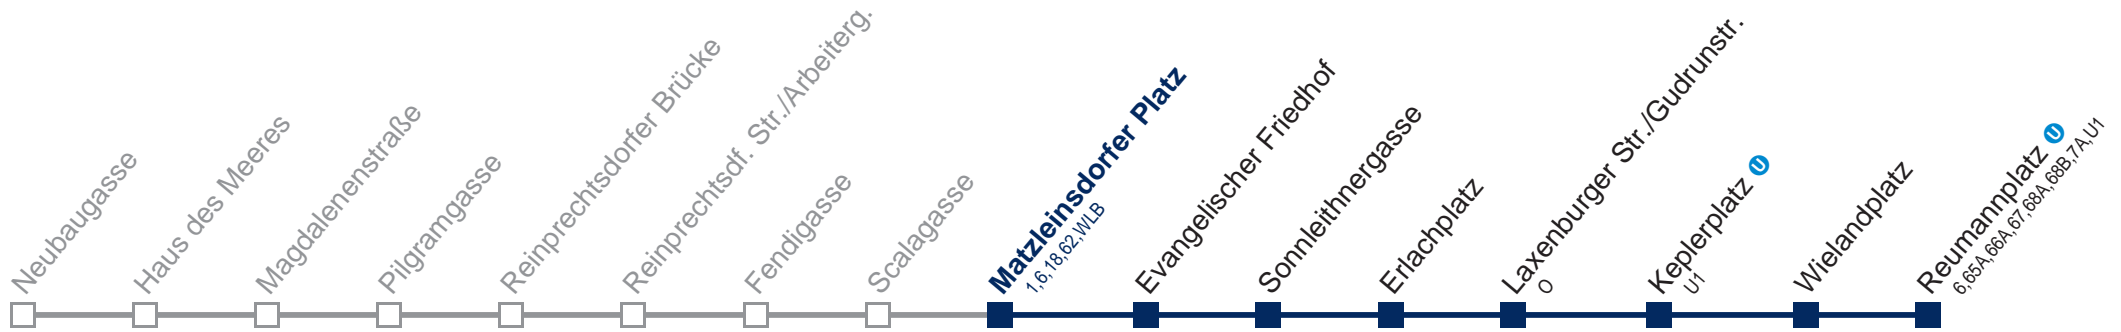 Neubaugasse
Haus des Meeres
Magdalenenstraße
Pilgramgasse
Reinprechtsdorfer Brücke
Reinprechtsdf. Str./Arbeiterg.
Fendigasse
Scalagasse
Matzleinsdorfer Platz
1,6,18,62,WLB
Evangelischer Friedhof
Sonnleithnergasse
Erlachplatz
Laxenburger Str./Gudrunstr.
O
Keplerplatz U
U1
Wielandplatz
Reumannplatz U
6,65A,66A,67,68A,68B,7A,U1